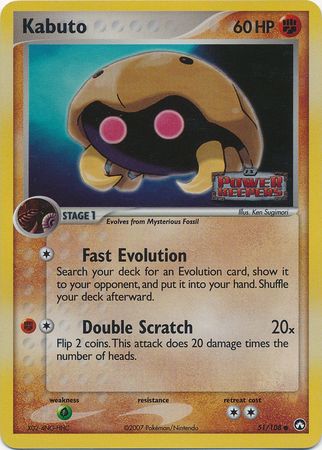 Kabuto 60 HP
EX
POWER
KEEPERS
Illus. Ken Sugimori
STAGE 1
Evolves from Mysterious Fossil
Fast Evolution
Search your deck for an Evolution card, show it
to your opponent, and put it into your hand. Shuffle
your deck afterward.
Double Scratch 20x
Flip 2 coins. This attack does 20 damage times the
number of heads.
weakness resistance retreat cost
©2007 Pokémon/Nintendo 51/108